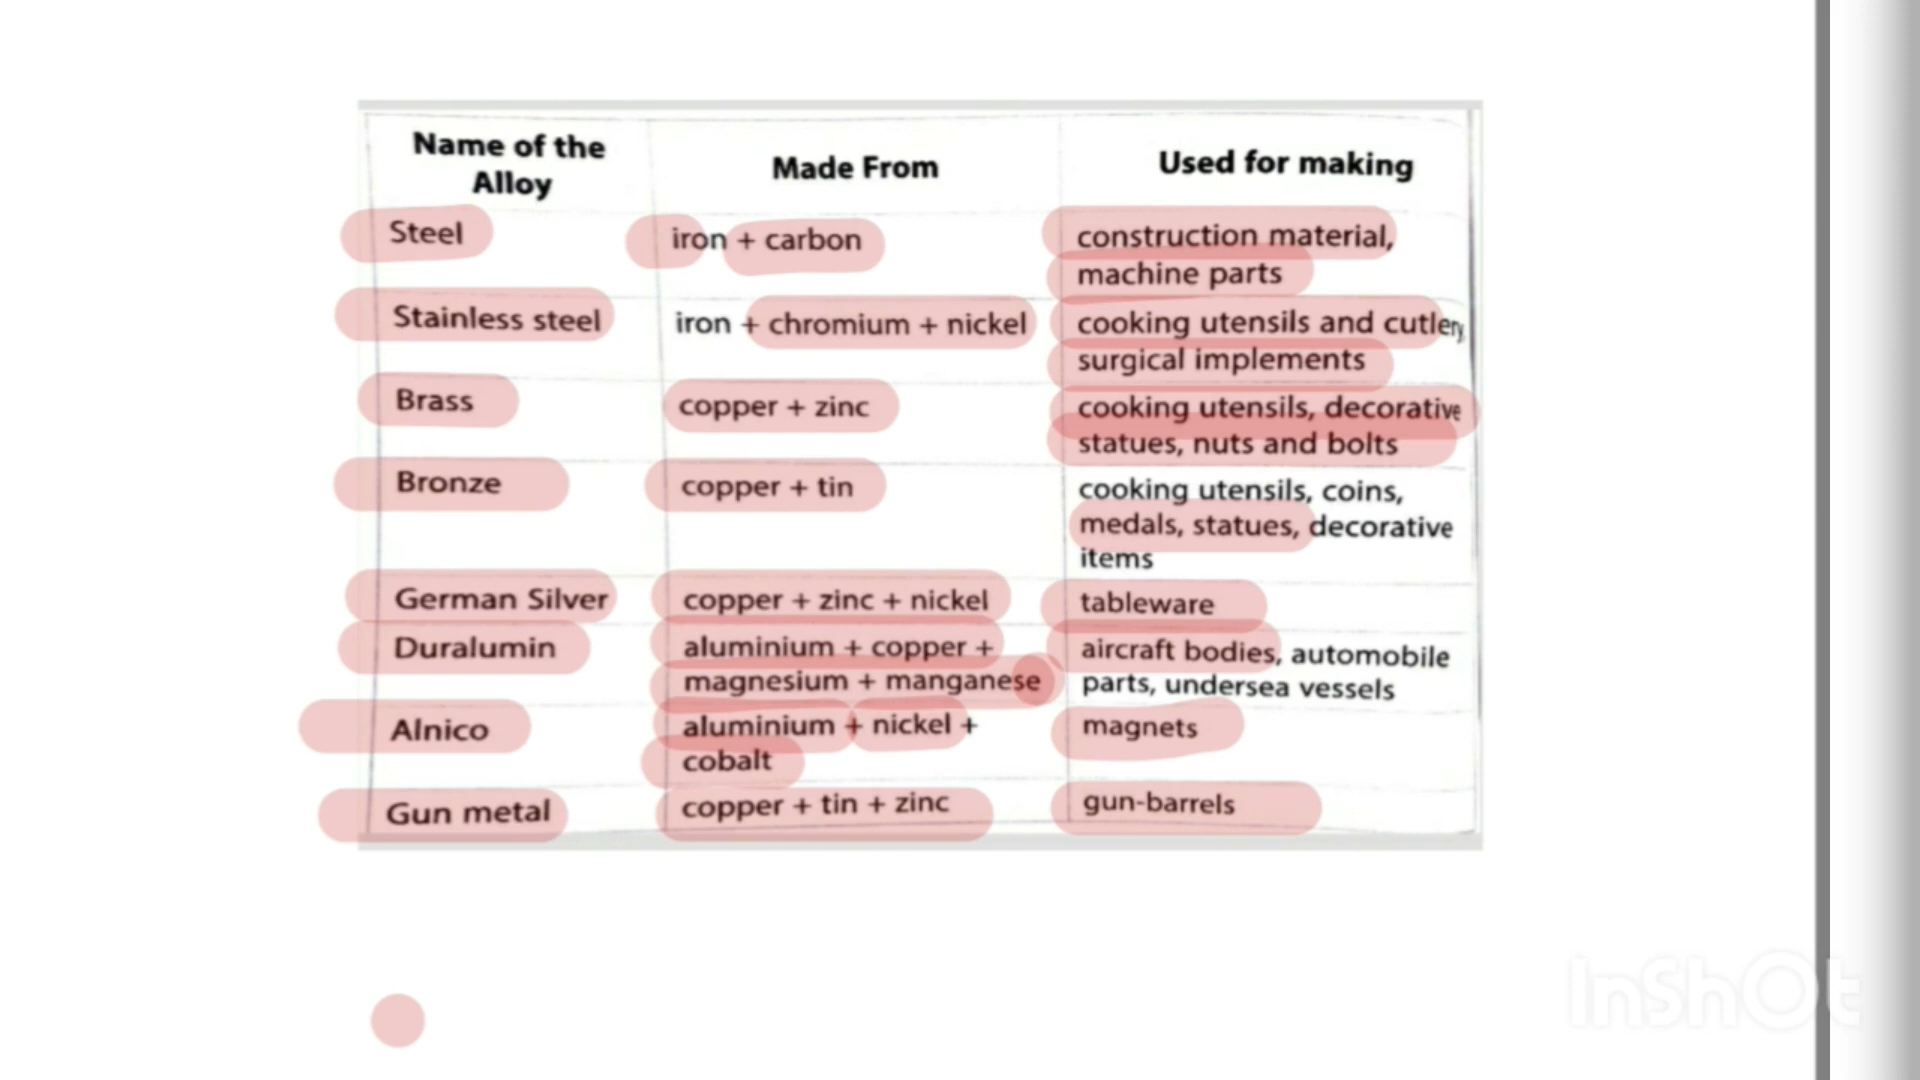 Name of the Alloy
Made From
Used for making
Steel
iron + carbon
construction material,
machine parts
Stainless steel
iron + chromium + nickel
cooking utensils and cutlery,
surgical implements
Brass
copper + zinc
cooking utensils, decorative
statues, nuts and bolts
Bronze
copper + tin
cooking utensils, coins,
medals, statues, decorative
items
German Silver
copper + zinc + nickel
tableware
Duralumin
aluminium + copper +
magnesium + manganese
aircraft bodies, automobile
parts, undersea vessels
Alnico
aluminium + nickel +
cobalt
magnets
Gun metal
copper + tin + zinc
gun-barrels
InShOt